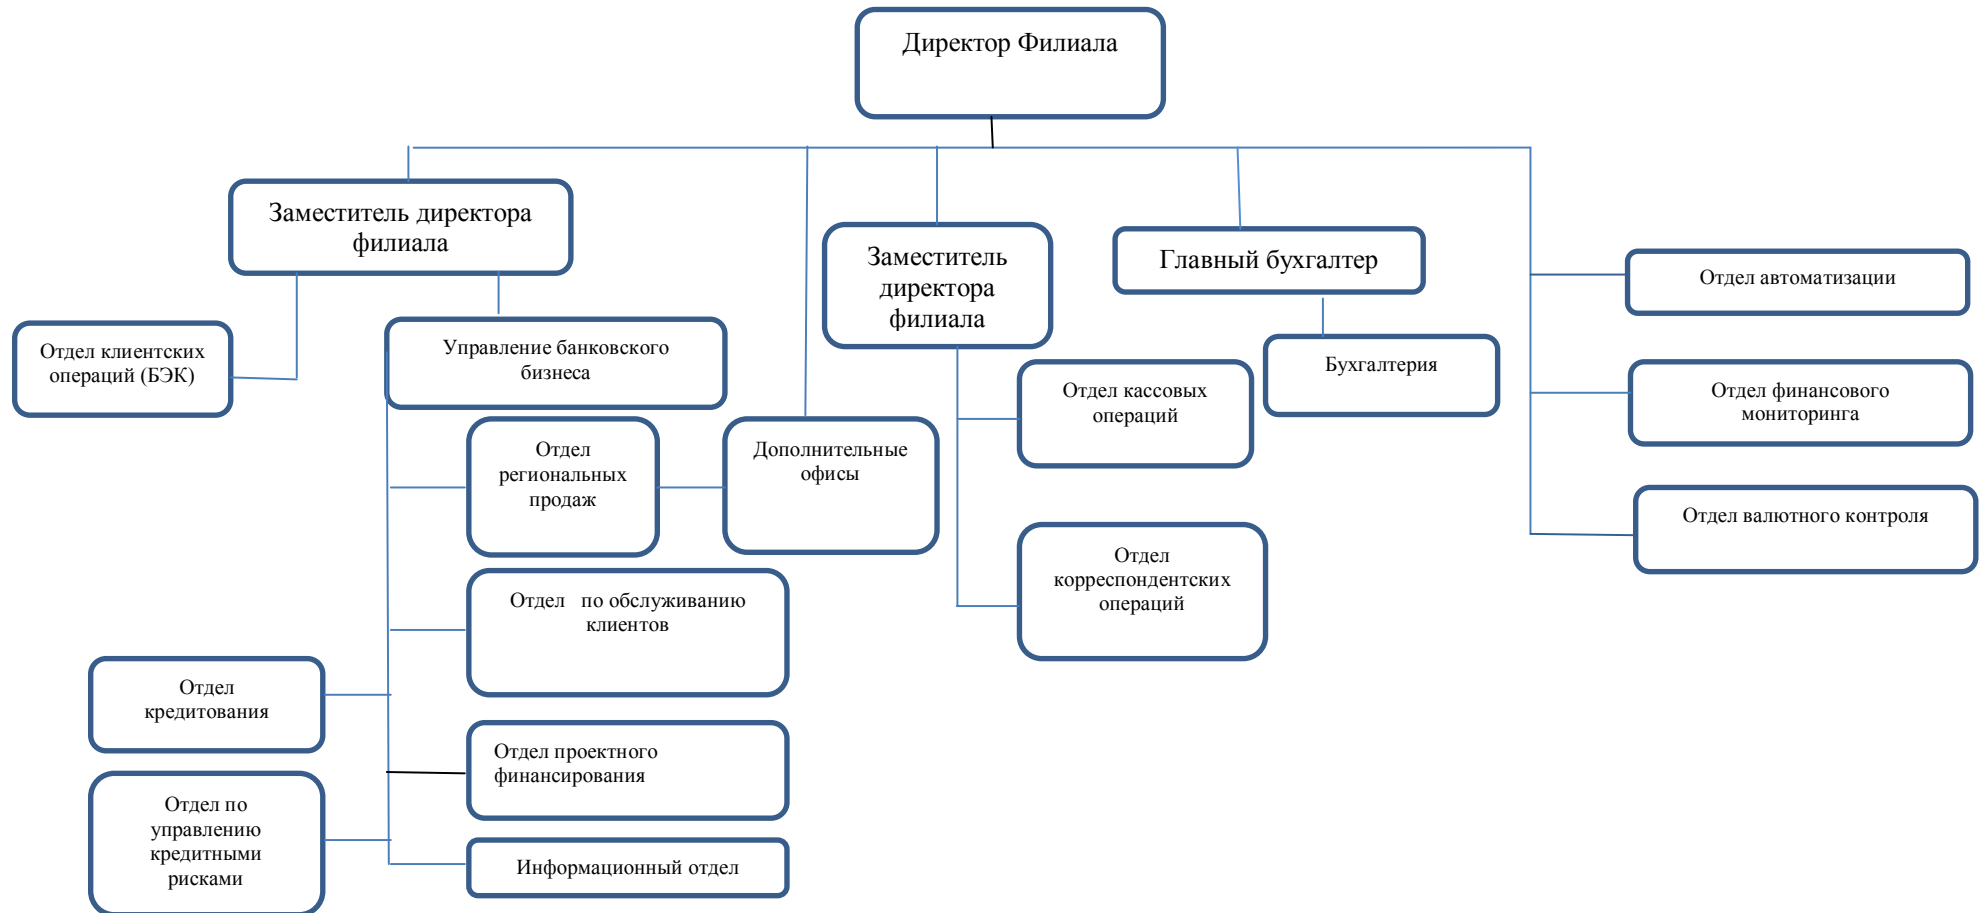 Директор Филиала
Заместитель директора
филиала
Заместитель
директора
филиала
Главный бухгалтер
Отдел автоматизации
Отдел клиентских
операций (БЭК)
Управление банковского
бизнеса
Бухгалтерия
Отдел кассовых
операций
Отдел финансового
мониторинга
Отдел
региональных
продаж
Дополнительные
офисы
Отдел валютного контроля
Отдел
корреспондентских
операций
Отдел   по обслуживанию
клиентов
Отдел
кредитования
Отдел проектного
финансирования
Отдел по
управлению
кредитными
рисками
Информационный отдел